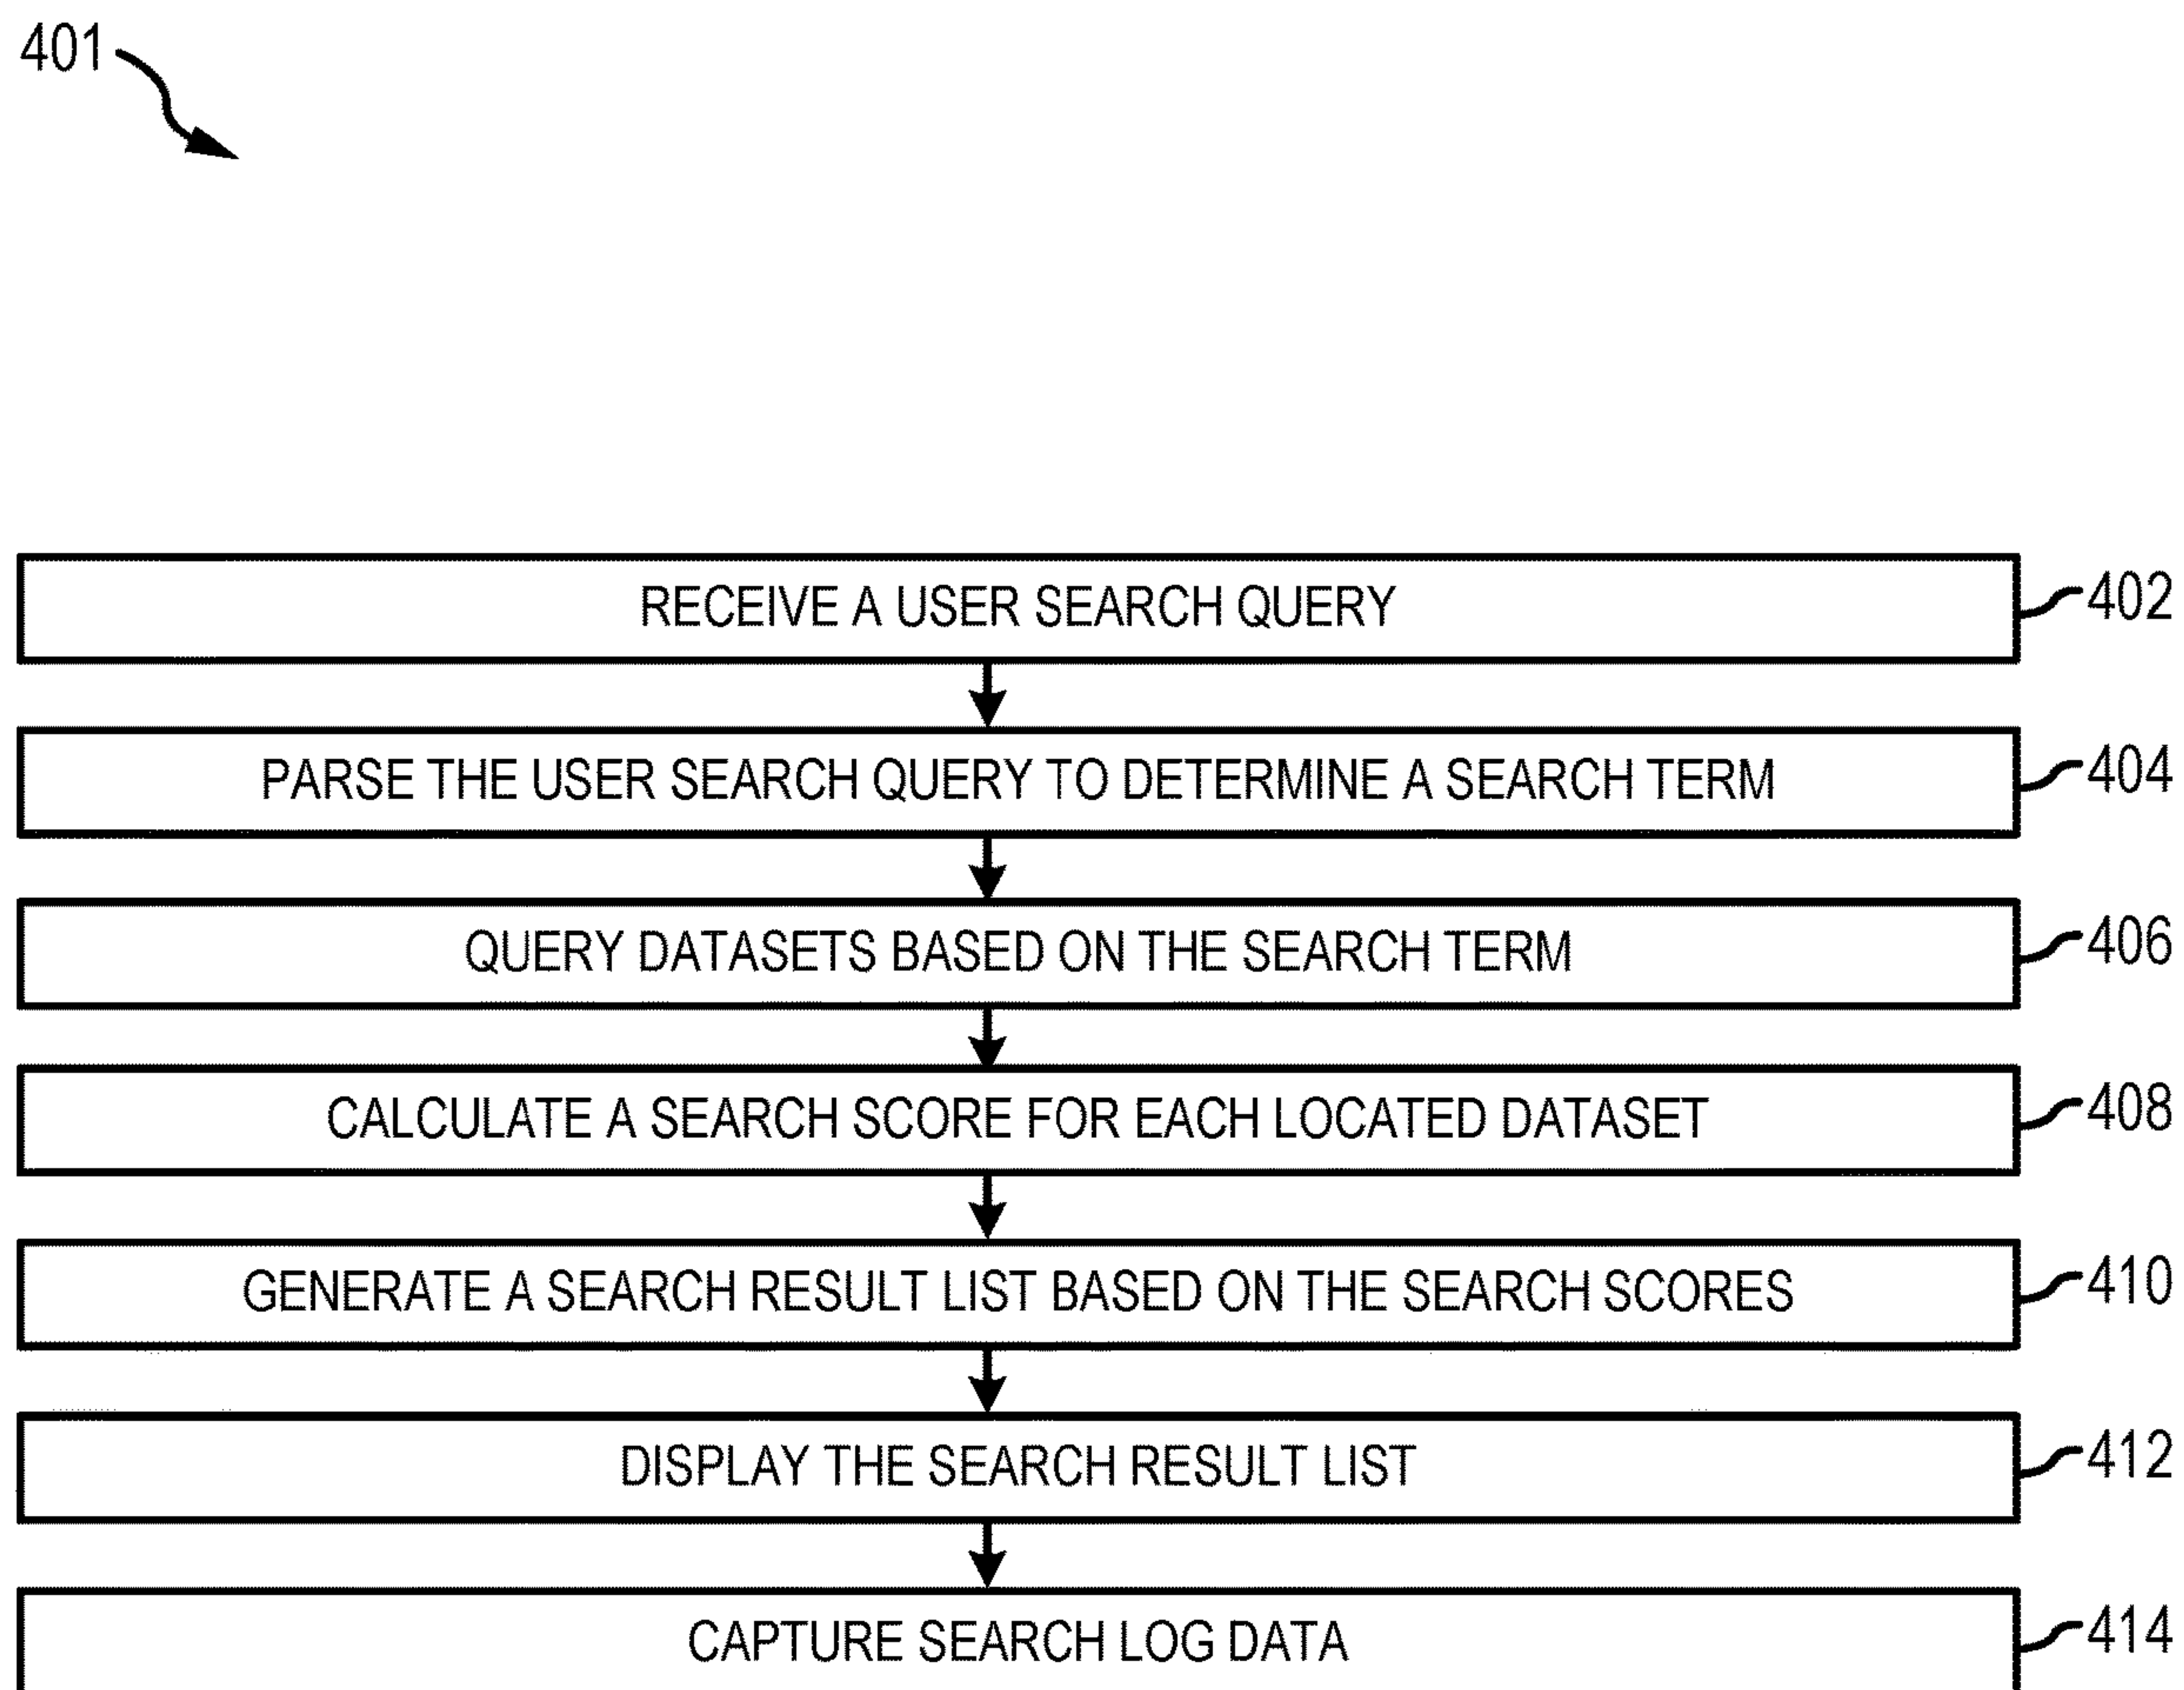 401
RECEIVE A USER SEARCH QUERY 402
PARSE THE USER SEARCH QUERY TO DETERMINE A SEARCH TERM 404
QUERY DATASETS BASED ON THE SEARCH TERM 406
CALCULATE A SEARCH SCORE FOR EACH LOCATED DATASET 408
GENERATE A SEARCH RESULT LIST BASED ON THE SEARCH SCORES 410
DISPLAY THE SEARCH RESULT LIST 412
CAPTURE SEARCH LOG DATA 414